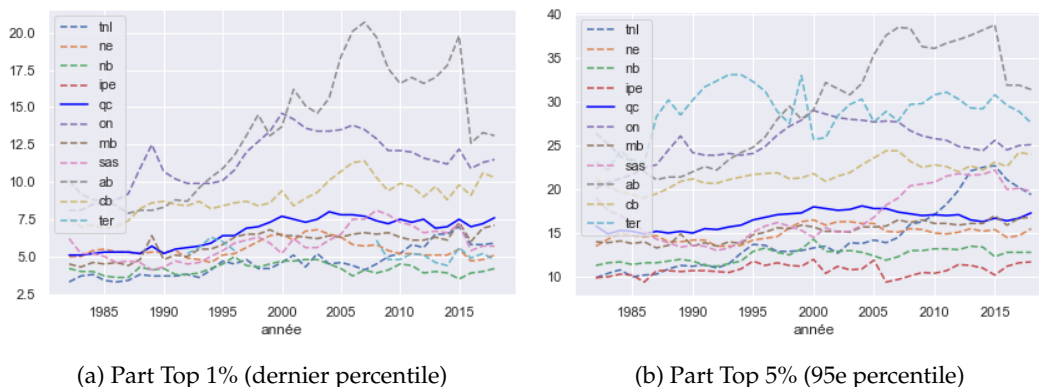 20.0
17.5
15.0
12.5
10.0
7.5
5.0
2.5
tnl
ne
nb
ipe
qc
on
mb
sas
ab
cb
ter
1985 1990 1995 2000 2005 2010 2015
année
(a) Part Top 1% (dernier percentile)
40
35
30
25
20
15
10
tnl
ne
nb
ipe
qc
on
mb
sas
ab
cb
ter
1985 1990 1995 2000 2005 2010 2015
année
(b) Part Top 5% (95e percentile)